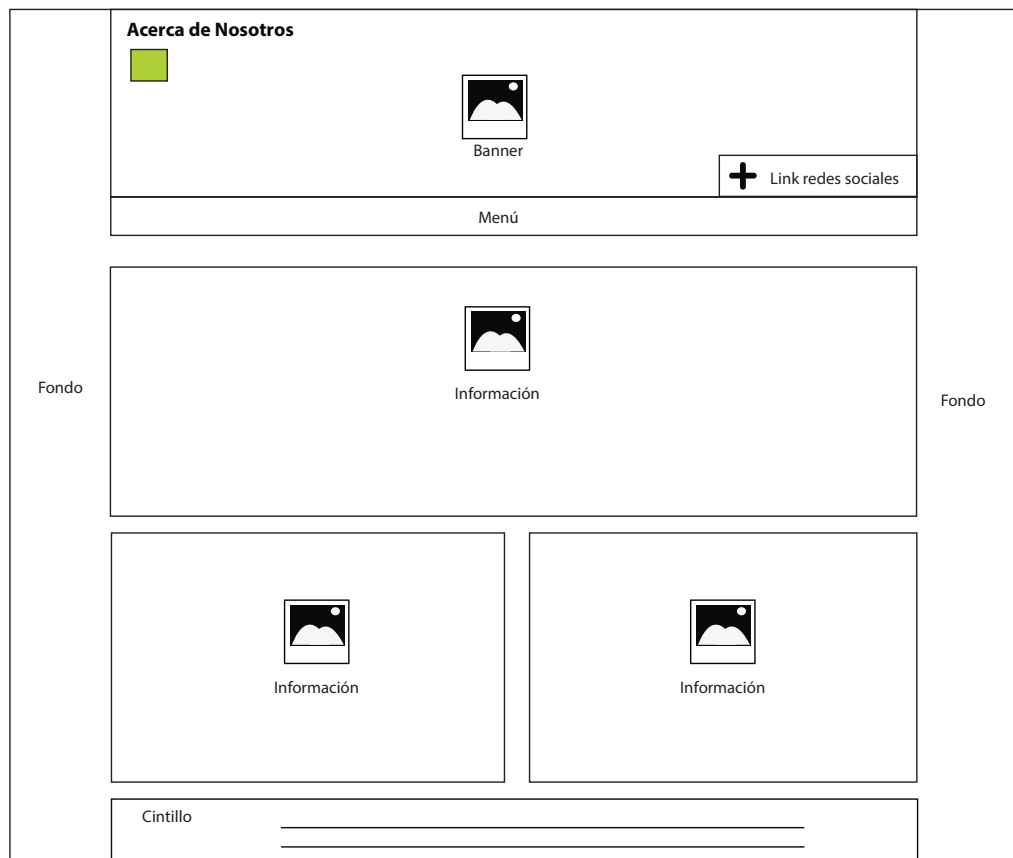 Acerca de Nosotros
Banner
Link redes sociales
Menú
Información
Fondo
Fondo
Información
Información
Cintillo